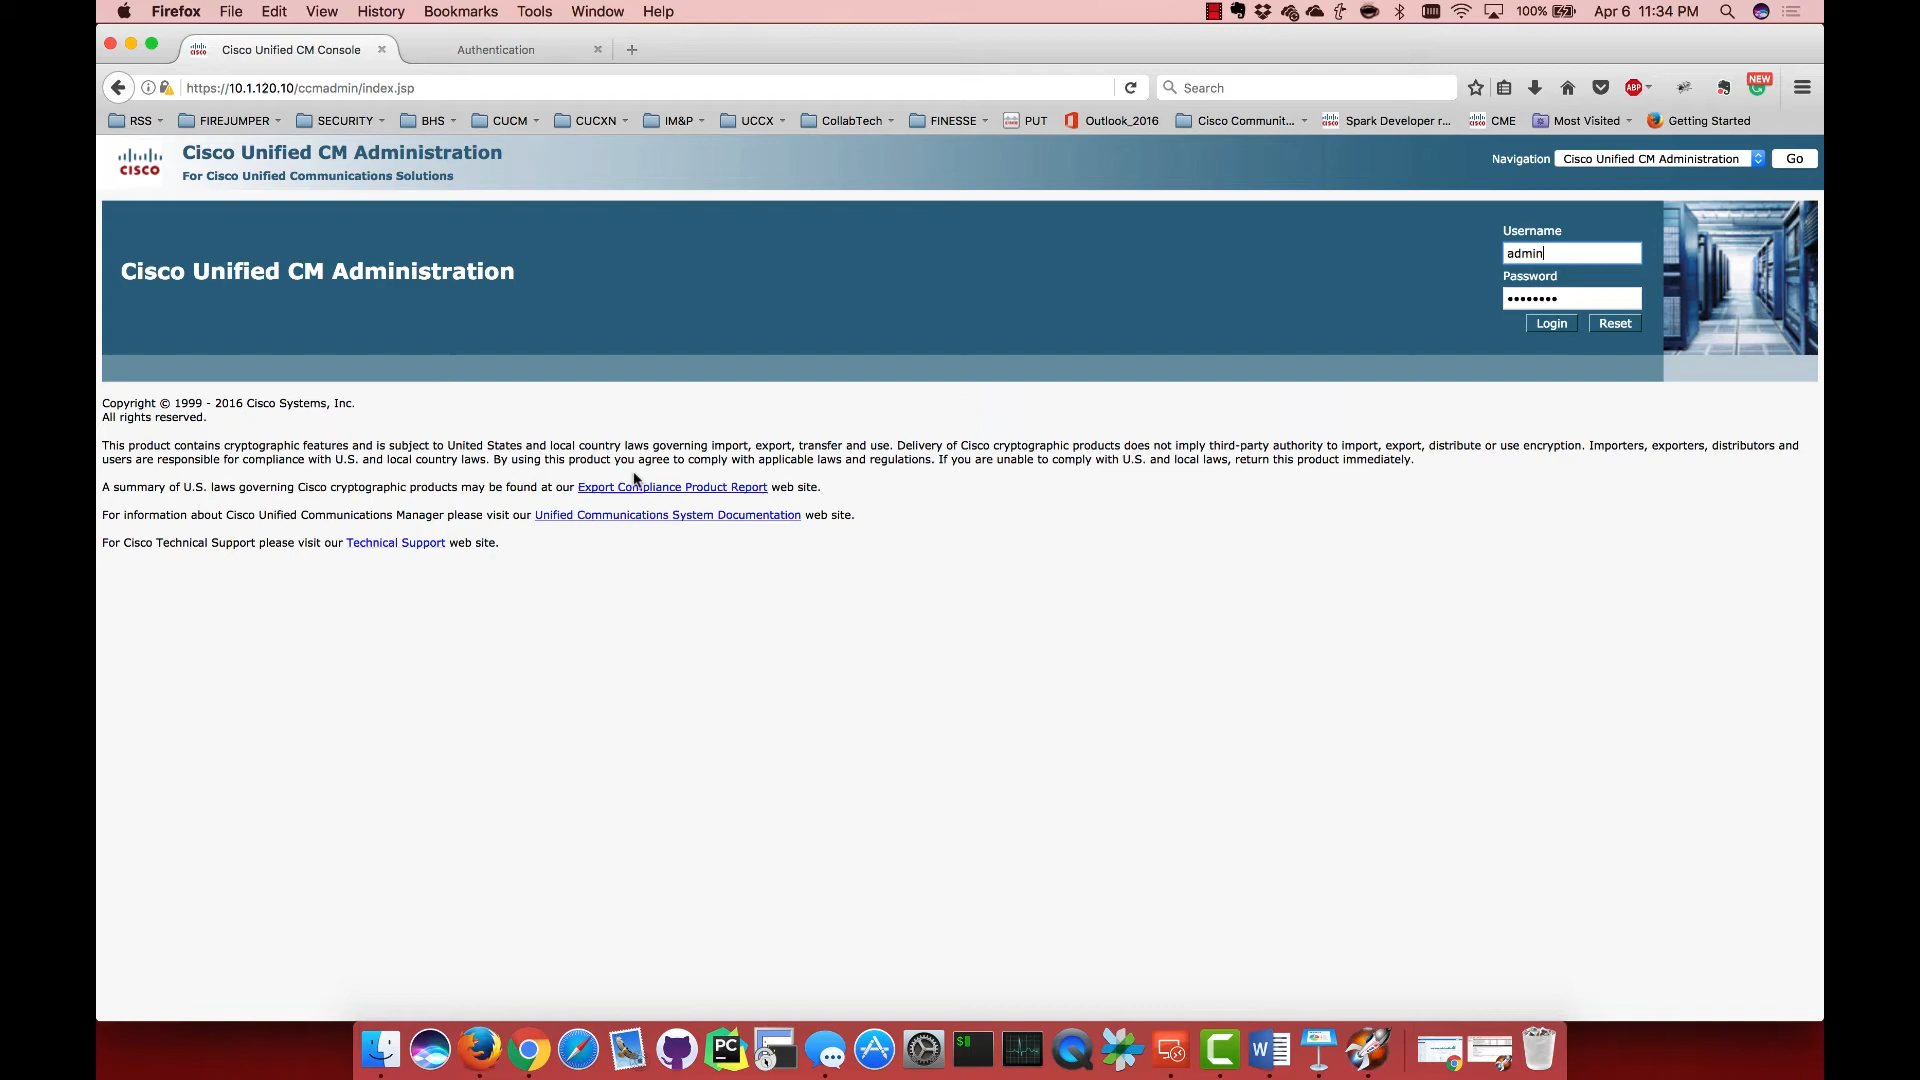 Firefox File Edit View History Bookmarks Tools Window Help 100% Apr 6 11:34 PM
Cisco Unified CM Console Authentication
https://10.1.120.10/ccmadmin/index.jsp Search ABP NEW
RSS FIREJUMPER SECURITY BHS CUCM CUCXN IM&P UCCX CollabTech FINESSE PUT Outlook_2016 Cisco Communit... Spark Developer r... CME Most Visited Getting Started
CISCO
Cisco Unified CM Administration
For Cisco Unified Communications Solutions
Navigation Cisco Unified CM Administration Go
Cisco Unified CM Administration
Username
admin
Password
••••••••
Login Reset
Copyright © 1999 - 2016 Cisco Systems, Inc.
All rights reserved.
This product contains cryptographic features and is subject to United States and local country laws governing import, export, transfer and use. Delivery of Cisco cryptographic products does not imply third-party authority to import, export, distribute or use encryption. Importers, exporters, distributors and
users are responsible for compliance with U.S. and local country laws. By using this product you agree to comply with applicable laws and regulations. If you are unable to comply with U.S. and local laws, return this product immediately.
A summary of U.S. laws governing Cisco cryptographic products may be found at our Export Compliance Product Report web site.
For information about Cisco Unified Communications Manager please visit our Unified Communications System Documentation web site.
For Cisco Technical Support please visit our Technical Support web site.
PC $ C W